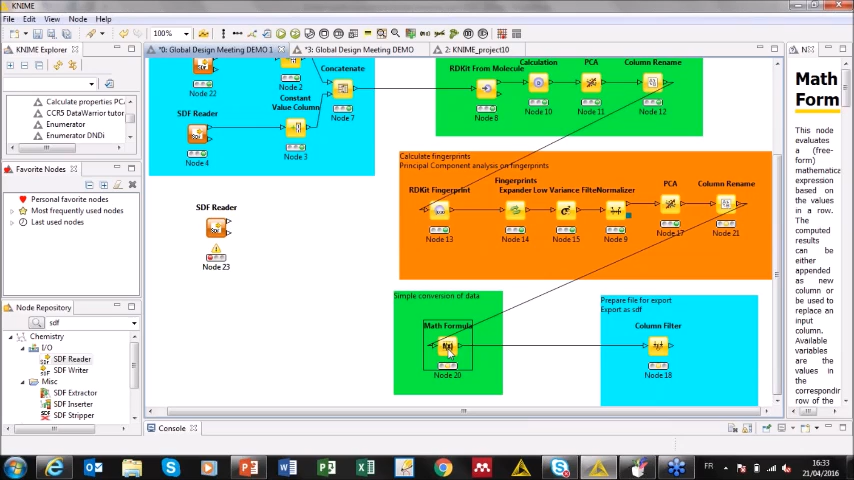 KNIME
File Edit View Node Help
100%
KNIME Explorer
*0: Global Design Meeting DEMO 1
*3: Global Design Meeting DEMO
2: KNIME_project10
Calculate properties PCA
CCR5 DataWarrior tutor
Enumerator
Enumerator DNDi
Favorite Nodes
Personal favorite nodes
Most frequently used nodes
Last used nodes
Node Repository
sdf
Chemistry
I/O
SDF Reader
SDF Writer
Misc
SDF Extractor
SDF Inserter
SDF Stripper
Node 22
Node 2
Concatenate
Node 7
SDF Reader
Node 4
Constant
Value Column
Node 3
RDKit From Molecule
Node 8
Calculation
Node 10
PCA
Node 11
Column Rename
Node 12
SDF Reader
Node 23
Calculate fingerprints
Principal Component analysis on fingerprints
RDKit Fingerprint
Node 13
Fingerprints
Expander
Node 14
Low Variance Filte
Node 15
Normalizer
Node 9
PCA
Node 17
Column Rename
Node 21
Simple conversion of data
Math Formula
Node 20
Prepare file for export
Export as sdf
Column Filter
Node 18
Math
Form
This node
evaluates
a (free-
form)
mathematica
expression
based on
the values
in a row.
The
computed
results
can be
either
appended
as new
column or
be used to
replace an
input
column.
Available
variables
are the
values in
the
correspondin
row of the
Console
FR
16:33
21/04/2016